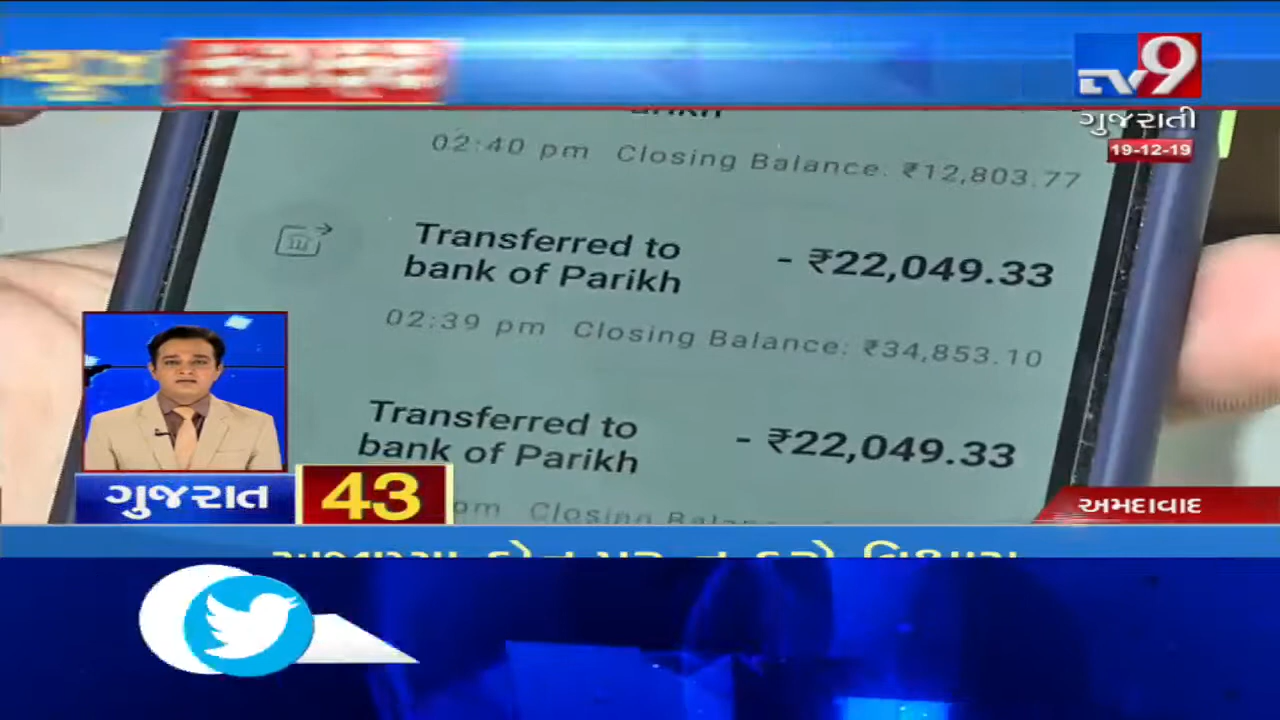 TV9
ગુજરાતી
19-12-19
02:40 pm Closing Balance: ₹12,803.77
Transferred to
bank of Parikh
- ₹22,049.33
02:39 pm Closing Balance: ₹34,853.10
Transferred to
bank of Parikh
- ₹22,049.33
pm Closing
ગુજરાત 43
અમદાવાદ